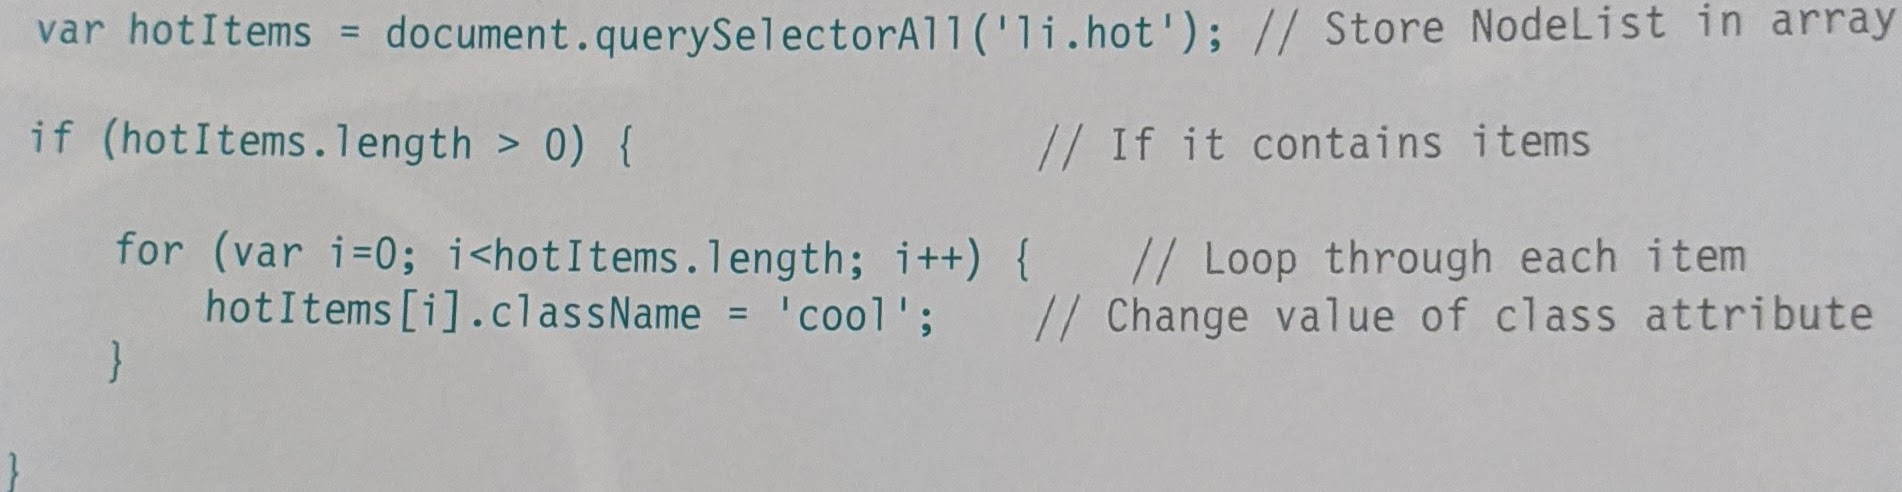 var hotItems = document.querySelectorAll('li.hot'); // Store NodeList in array
if (hotItems.length > 0) { // If it contains items
for (var i=0; i<hotItems.length; i++) { // Loop through each item
hotItems[i].className = 'cool'; // Change value of class attribute
}
}